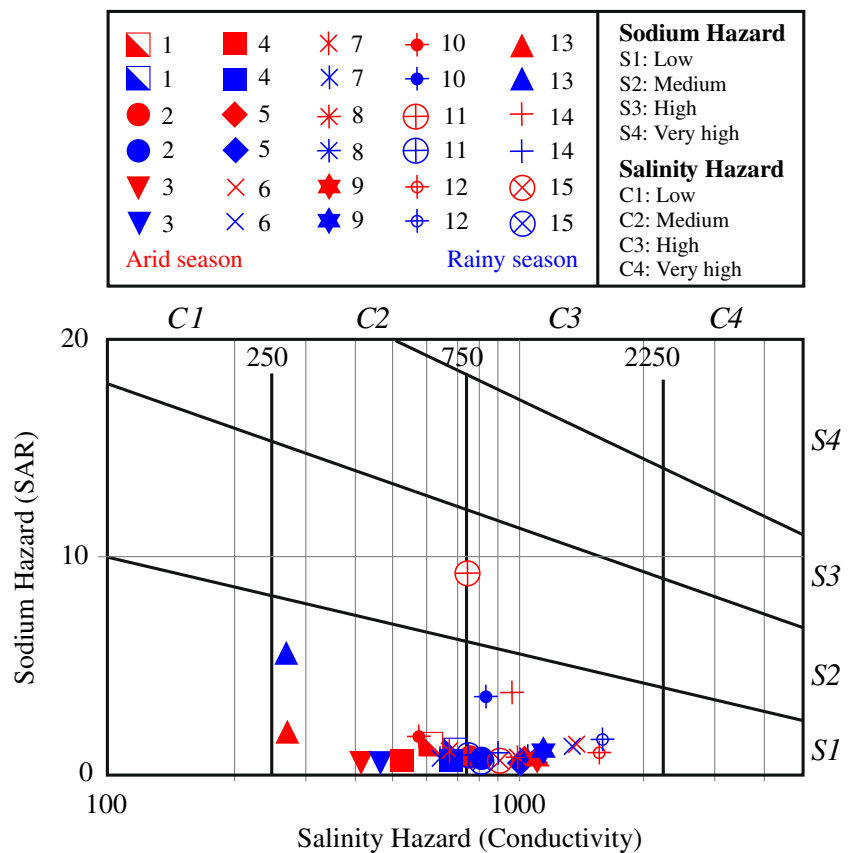 1 4 7 10 13
1 4 7 10 13
2 5 8 11 14
2 5 8 11 14
3 6 9 12 15
3 6 9 12 15
Arid season Rainy season
Sodium Hazard
S1: Low
S2: Medium
S3: High
S4: Very high
Salinity Hazard
C1: Low
C2: Medium
C3: High
C4: Very high
C1 C2 C3 C4
20
250 750 2250
S4
10
S3
S2
S1
0
100 1000
Salinity Hazard (Conductivity)
Sodium Hazard (SAR)